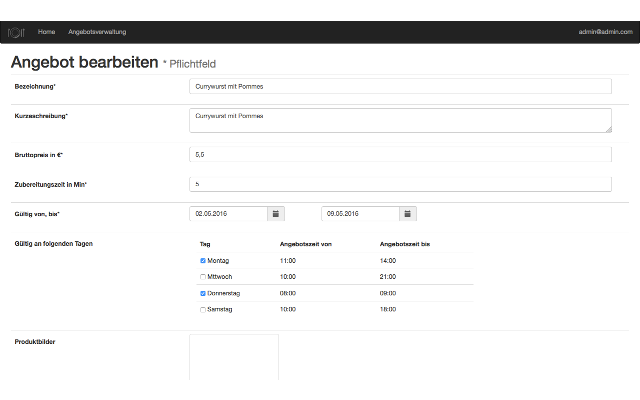 Home Angebotsverwaltung admin@admin.com
Angebot bearbeiten * Pflichtfeld
Bezeichnung* Currywurst mit Pommes
Kurzaschreibung* Currywurst mit Pommes
Bruttopreis in €* 5,5
Zubereitungszeit in Min* 5
Gültig von, bis* 02.05.2016 09.05.2016
Gültig an folgenden Tagen Tag Angebotszeit von Angebotszeit bis
Montag 11:00 14:00
Mittwoch 10:00 21:00
Donnerstag 08:00 09:00
Samstag 10:00 18:00
Produktbilder